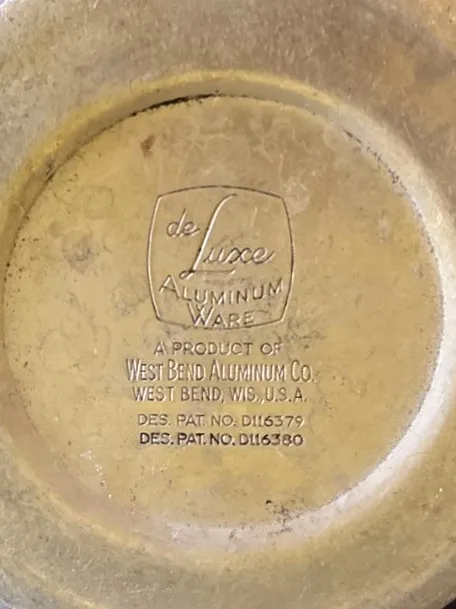 de Luxe
ALUMINUM
WARE
A PRODUCT OF
WEST BEND ALUMINUM CO.
WEST BEND, WIS., U.S.A.
DES. PAT. NO. D116379
DES. PAT. NO. D116380